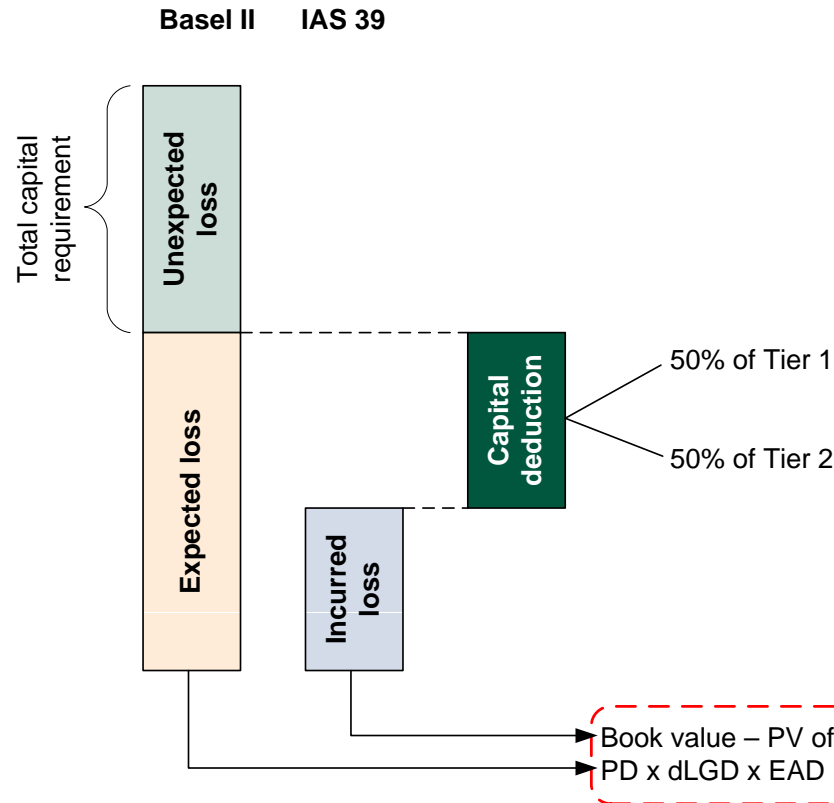 Basel II IAS 39
Total capital
requirement
Unexpected
loss
Expected loss
Incurred
loss
Capital
deduction
50% of Tier 1
50% of Tier 2
Book value – PV of
PD x dLGD x EAD